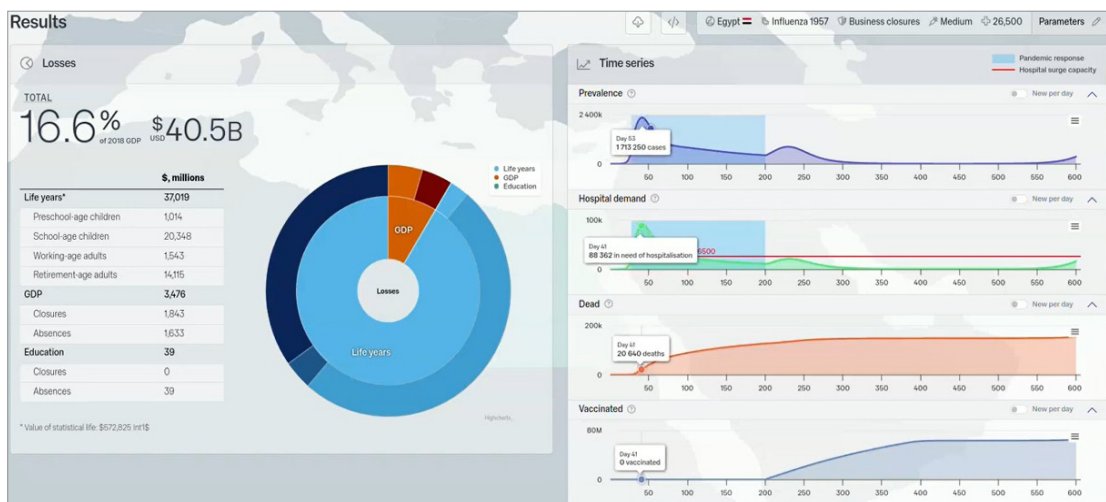 Results
Egypt Influenza 1957 Business closures Medium 26,500 Parameters
Losses
TOTAL
16.6% of 2018 GDP $ USD 40.5B
$, millions
Life years* 37,019
Preschool-age children 1,014
School-age children 20,348
Working-age adults 1,543
Retirement-age adults 14,115
GDP 3,476
Closures 1,843
Absences 1,633
Education 39
Closures 0
Absences 39
* Value of statistical life: $572,825 Int'l$
Life years
GDP
Education
GDP
Losses
Life years
Time series
Pandemic response
Hospital surge capacity
Prevalence New per day
2 400k
Day 53
1 713 250 cases
0
50 100 150 200 250 300 350 400 450 500 550 600
Hospital demand New per day
100k
Day 41
88 362 in need of hospitalisation
6500
0
50 100 150 200 250 300 350 400 450 500 550 600
Dead New per day
200k
Day 41
20 640 deaths
0
50 100 150 200 250 300 350 400 450 500 550 600
Vaccinated New per day
80M
Day 41
0 vaccinated
0
50 100 150 200 250 300 350 400 450 500 550 600